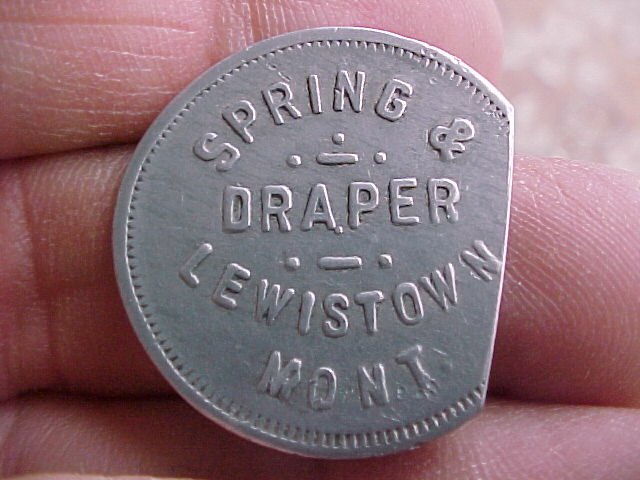 SPRING &
DRAPER
LEWISTOWN
MONT.